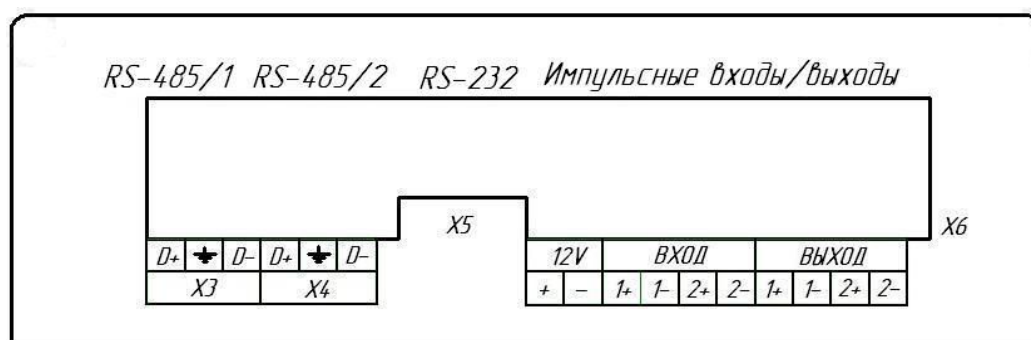 RS-485/1 RS-485/2 RS-232 Импульсные входы/выходы
X5 X6
D+ D- D+ D- 12V ВХОД ВЫХОД
X3 X4 + - 1+ 1- 2+ 2- 1+ 1- 2+ 2-